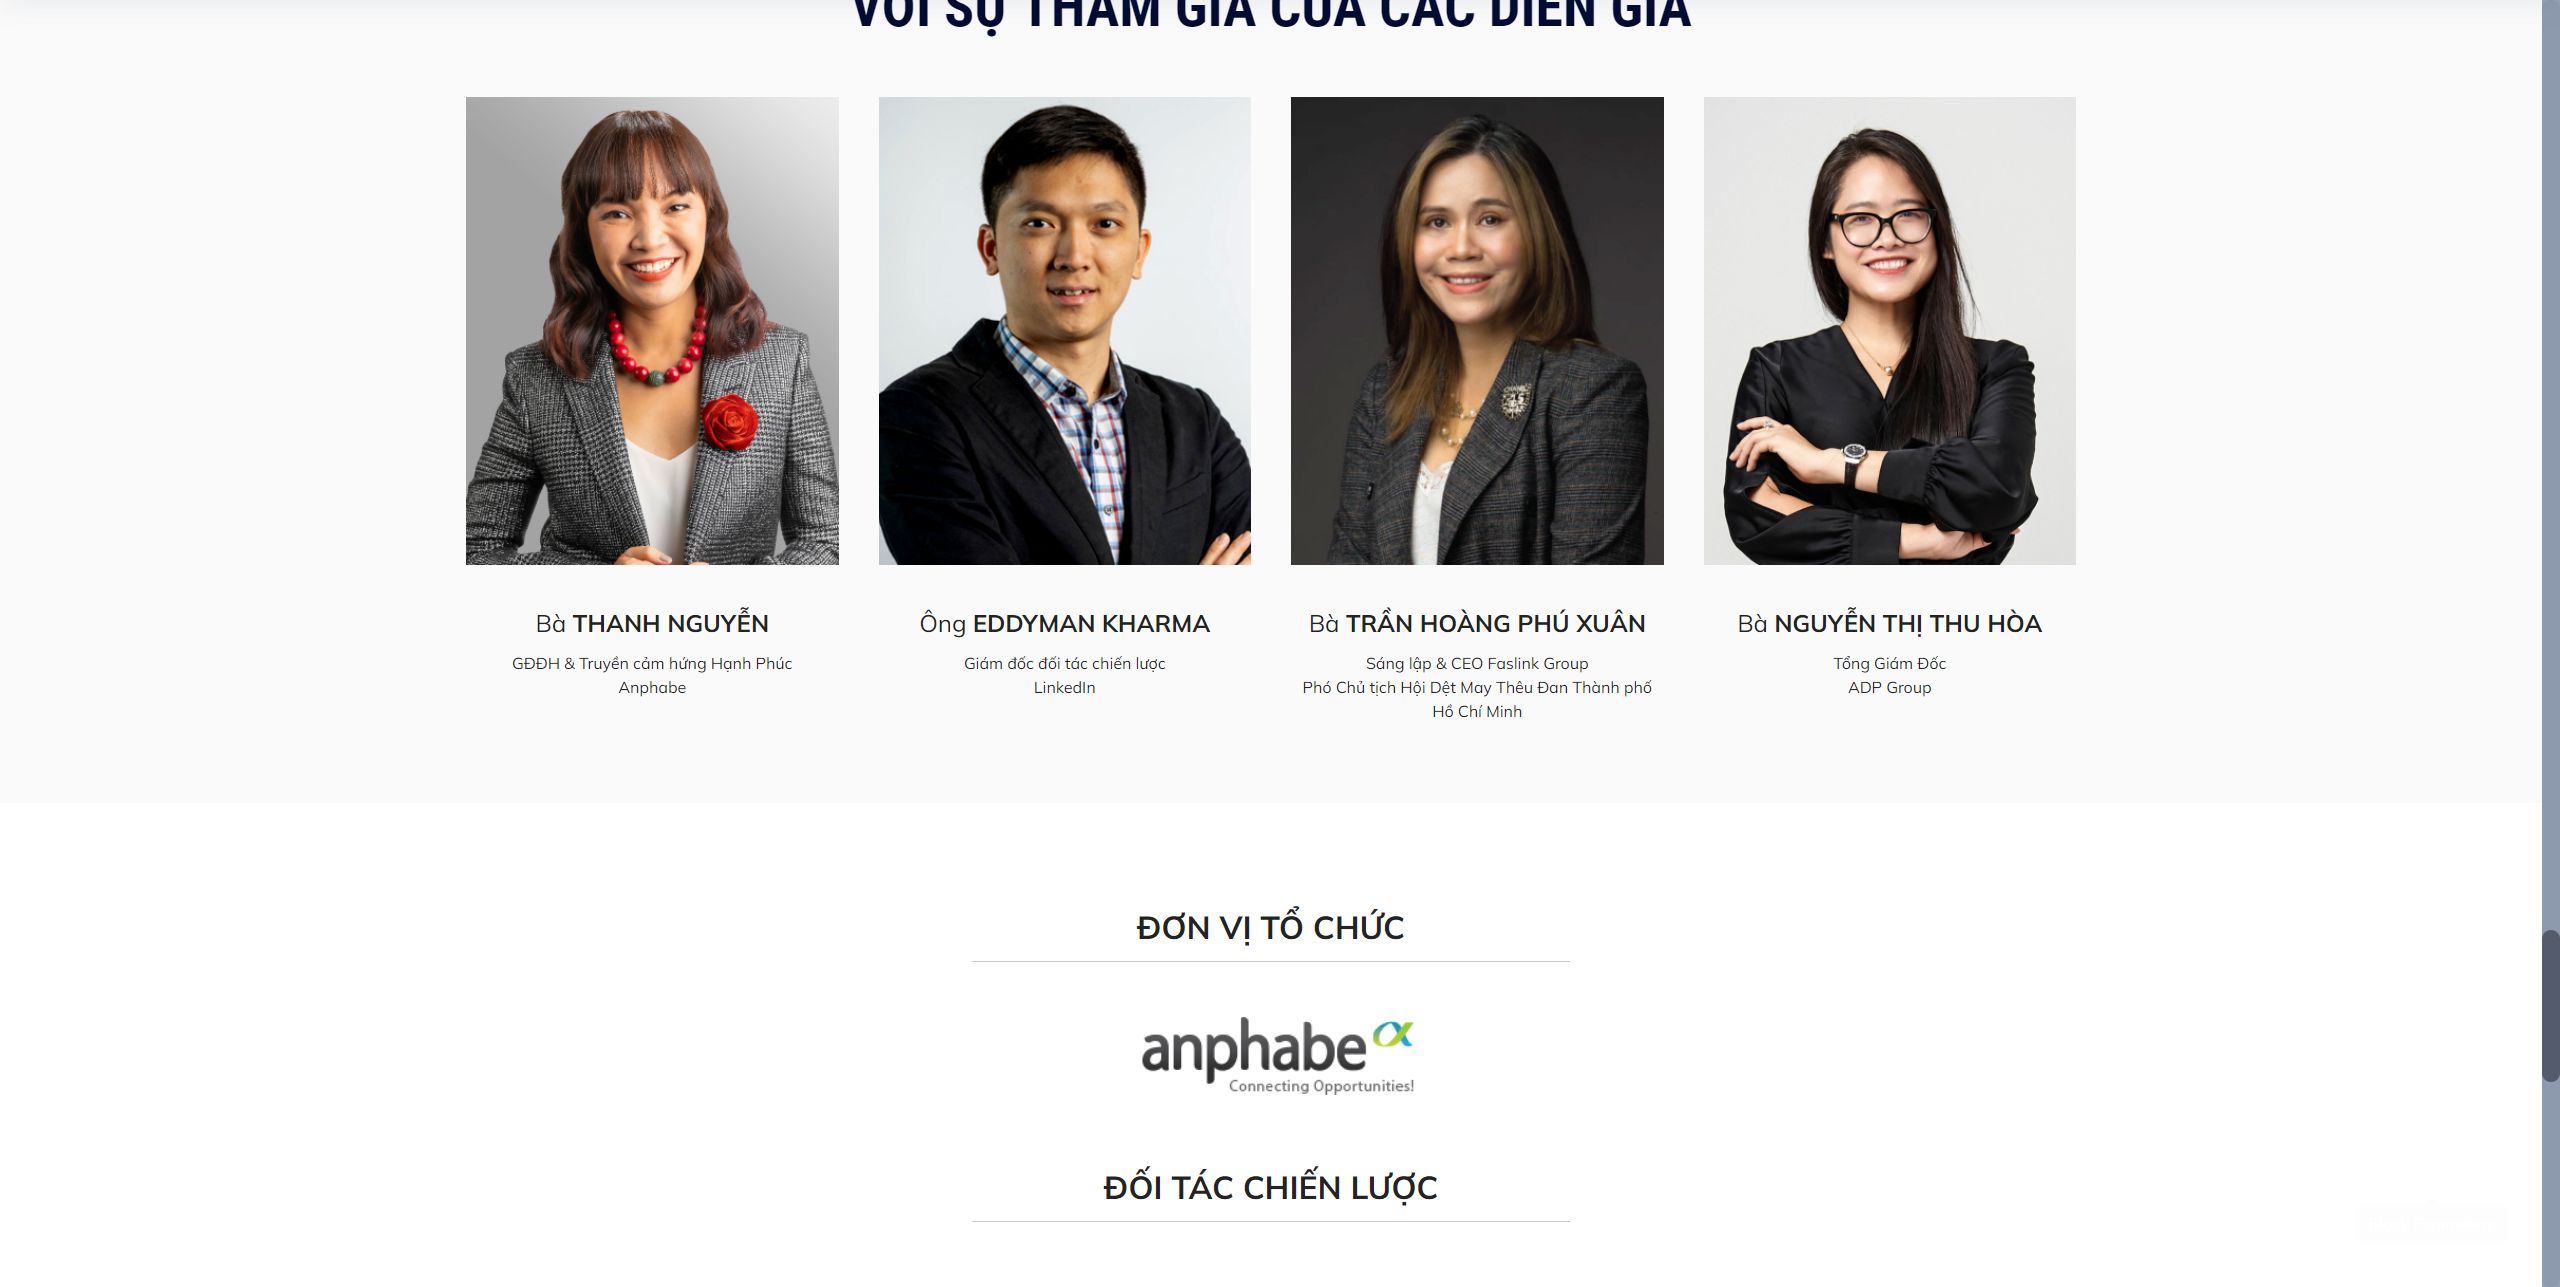 VỚI SỰ THAM GIA CỦA CÁC DIỄN GIẢ
Bà THANH NGUYỄN
GĐĐH & Truyền cảm hứng Hạnh Phúc
Anphabe
Ông EDDYMAN KHARMA
Giám đốc đối tác chiến lược
LinkedIn
Bà TRẦN HOÀNG PHÚ XUÂN
Sáng lập & CEO Faslink Group
Phó Chủ tịch Hội Dệt May Thêu Đan Thành phố
Hồ Chí Minh
Bà NGUYỄN THỊ THU HÒA
Tổng Giám Đốc
ADP Group
ĐƠN VỊ TỔ CHỨC
anphabe
Connecting Opportunities!
ĐỐI TÁC CHIẾN LƯỢC